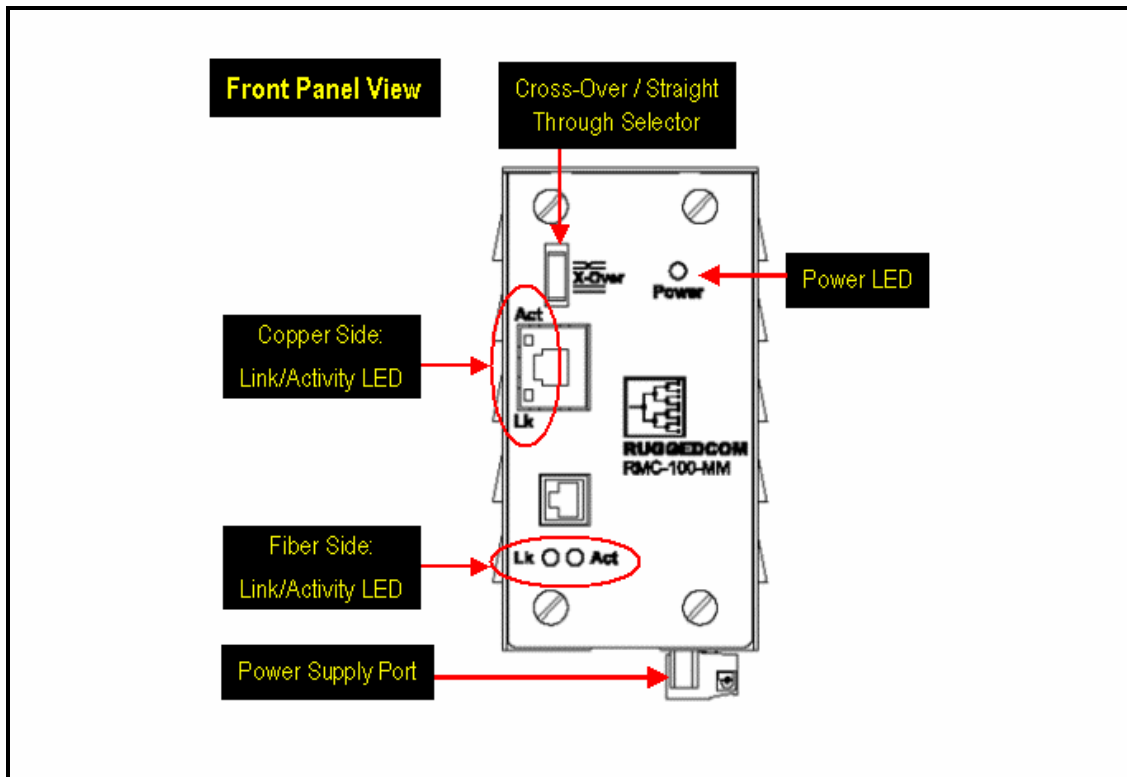 Front Panel View
Cross-Over / Straight
Through Selector
X-Over
Power
Power LED
Act
Copper Side:
Link/Activity LED
Lk
RUGGEDCOM
RMC-100-MM
Fiber Side:
Link/Activity LED
Lk
Act
Power Supply Port